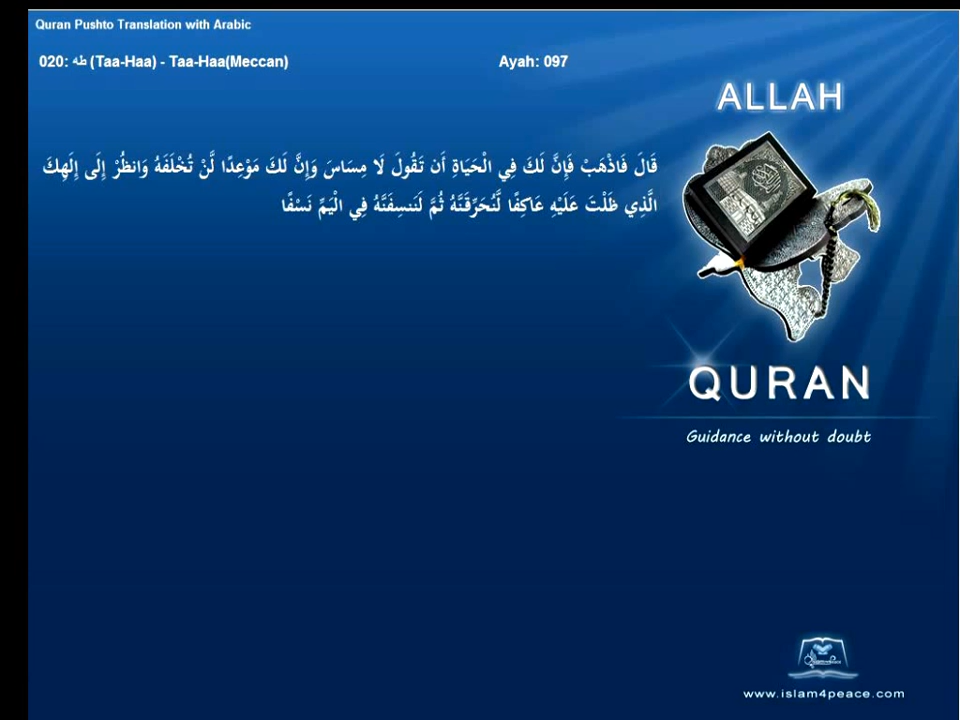 Quran Pushto Translation with Arabic
020: طه (Taa-Haa) - Taa-Haa(Meccan) Ayah: 097
ALLAH
قَالَ فَاذْهَبْ فَإِنَّ لَكَ فِي الْحَيَاةِ أَن تَقُولَ لَا مِسَاسَ وَإِنَّ لَكَ مَوْعِدًا لَّنْ تُخْلَفَهُ وَانظُرْ إِلَى إِلَهِكَ
الَّذِي ظَلْتَ عَلَيْهِ عَاكِفًا لَّنُحَرِّقَنَّهُ ثُمَّ لَنَنسِفَنَّهُ فِي الْيَمِّ نَسْفًا
QURAN
Guidance without doubt
www.islam4peace.com